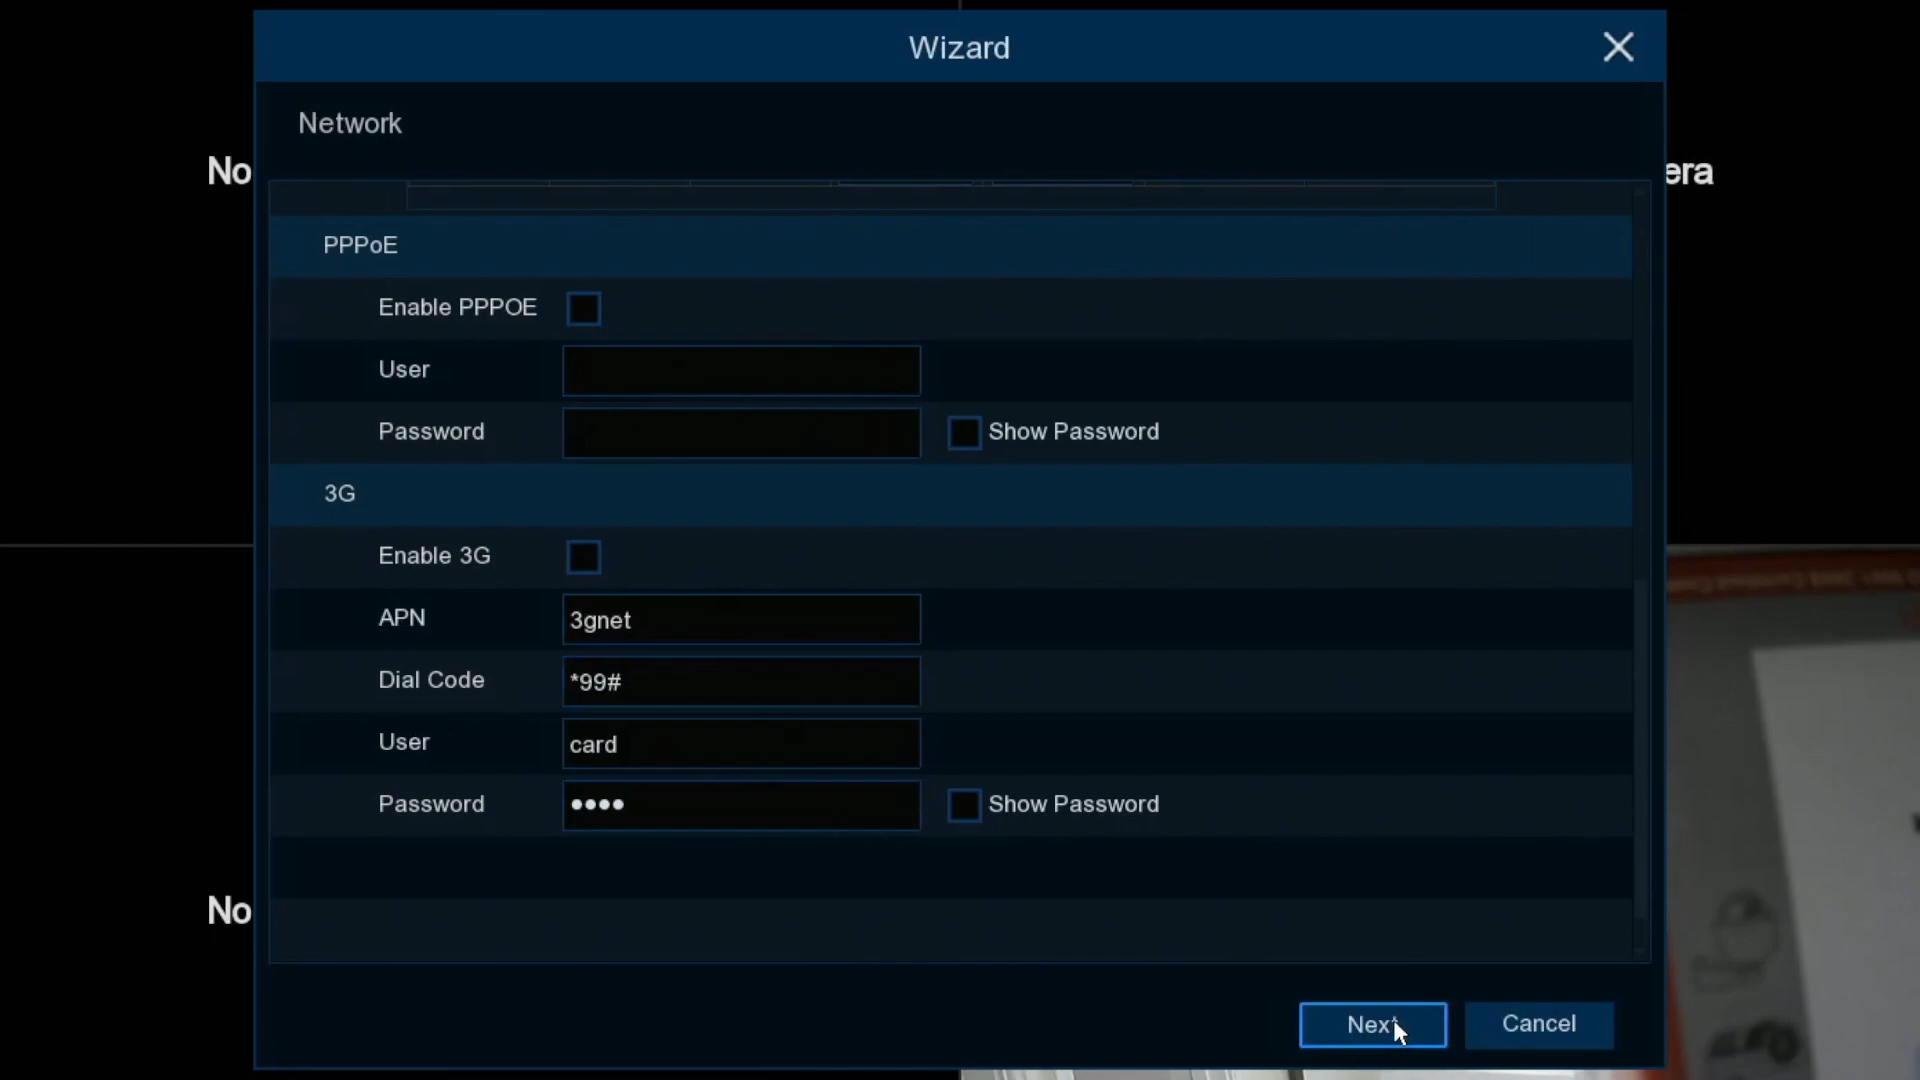 Wizard
Network
No
era
PPPoE
Enable PPPOE
User
Password
Show Password
3G
Enable 3G
APN
3gnet
Dial Code
*99#
User
card
Password
••••
Show Password
No
Next
Cancel